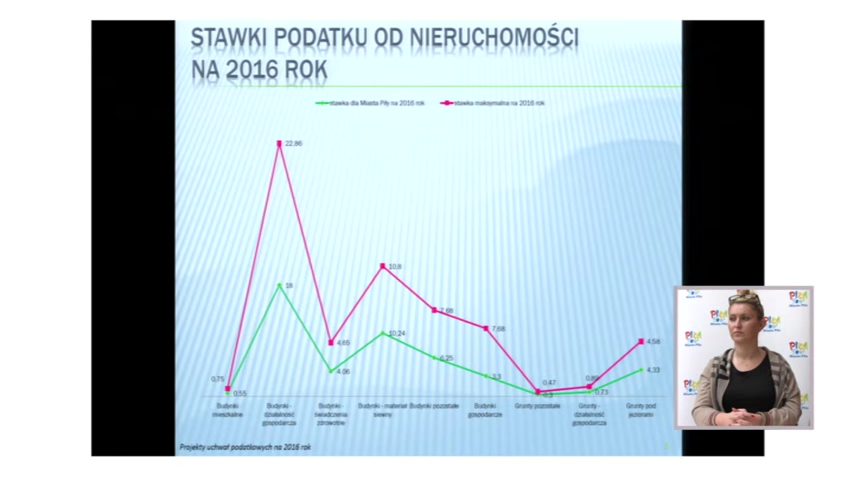 STAWKI PODATKU OD NIERUCHOMOŚCI
NA 2016 ROK
stawka dla Miasta Piły na 2016 rok
stawka maksymalna na 2016 rok
22,86
18
10,8
10,24
7,68
7,68
6,25
4,65
4,06
3,3
0,75
0,55
0,47
0,3
0,89
0,73
4,58
4,33
Budynki mieszkalne
Budynki - działalność gospodarcza
Budynki - świadczenia zdrowotne
Budynki - materiał siewny
Budynki pozostałe
Budynki gospodarcze
Grunty pozostałe
Grunty - działalność gospodarcza
Grunty pod jeziorami
Projekty uchwał podatkowych na 2016 rok